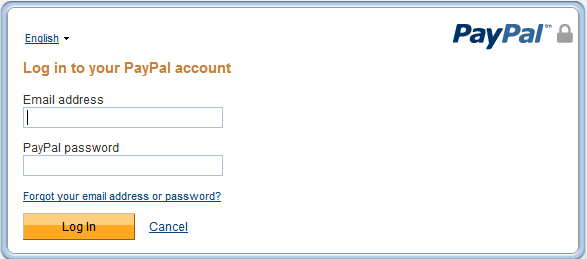 English
PayPal™
Log in to your PayPal account
Email address
PayPal password
Forgot your email address or password?
Log In Cancel